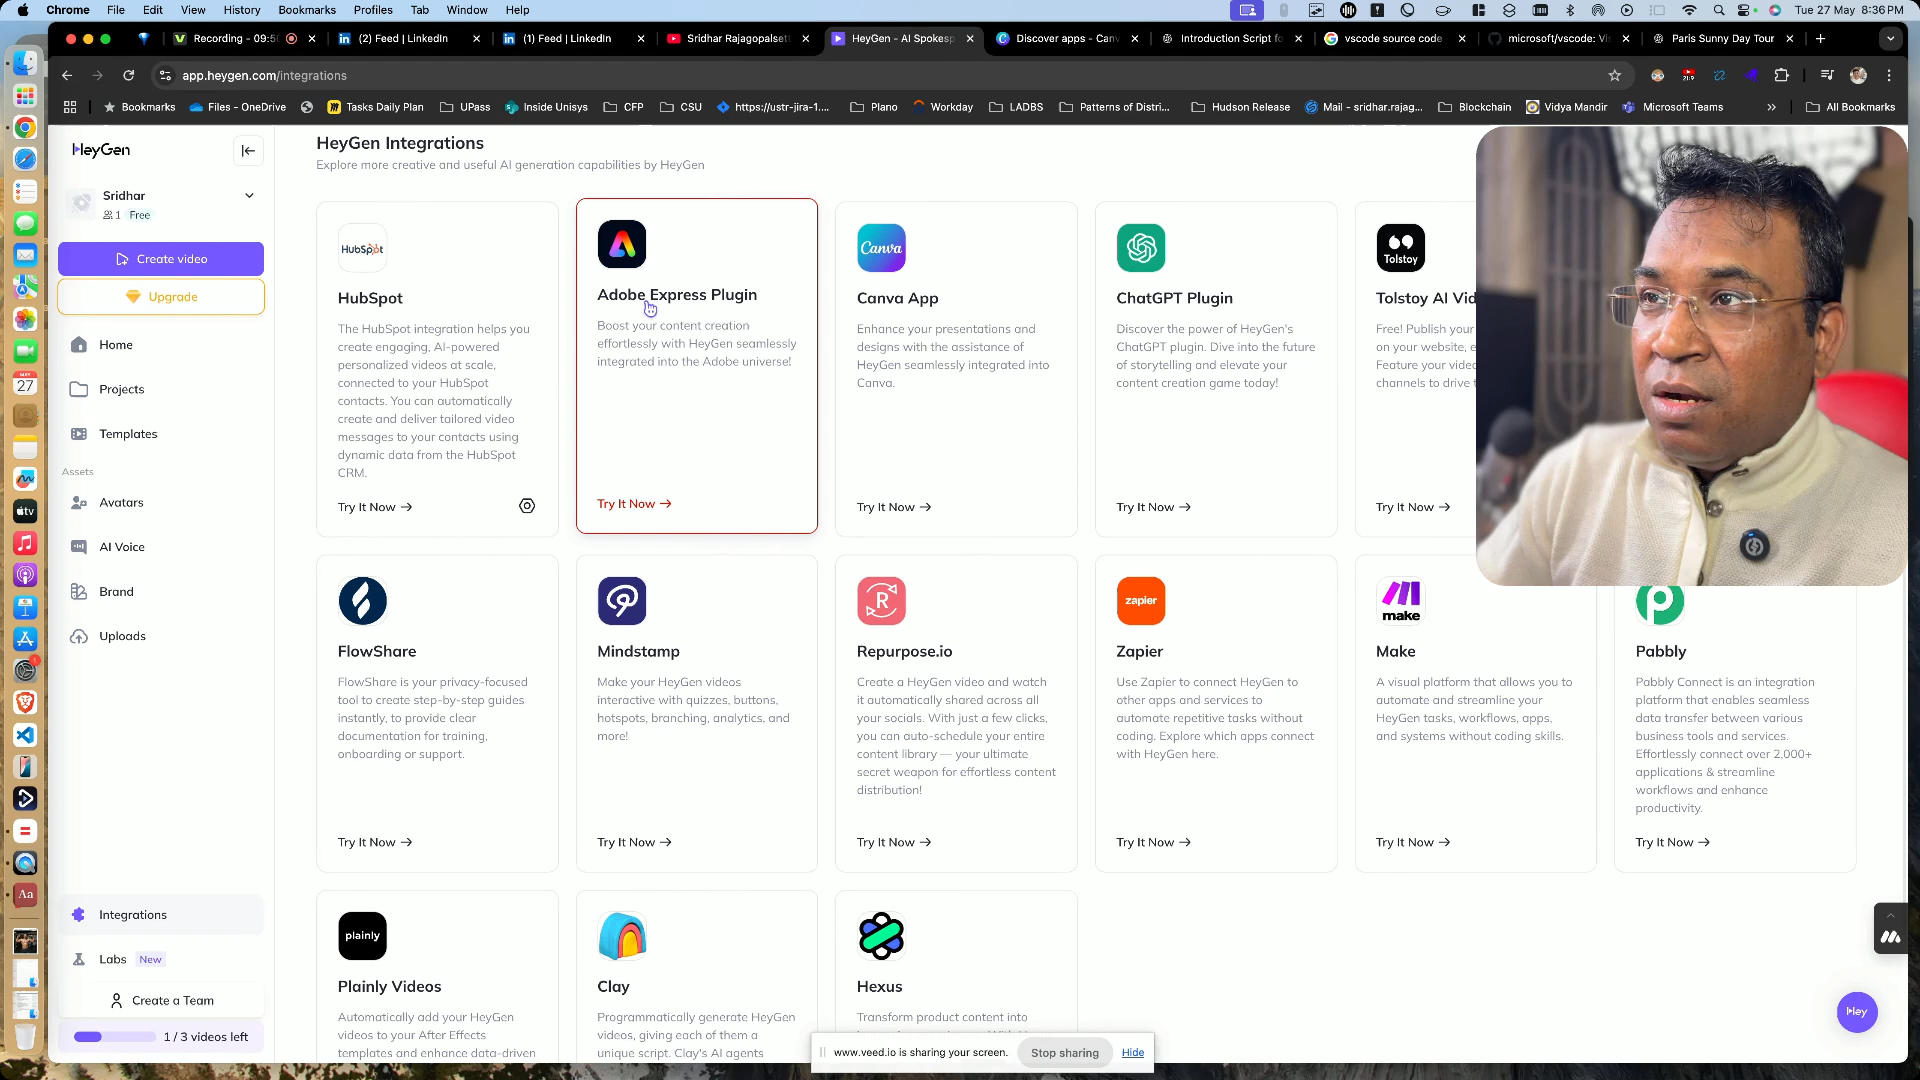 Chrome File Edit View History Bookmarks Profiles Tab Window Help
Tue 27 May 8:36 PM
Recording - 09:5
(2) Feed | LinkedIn
(1) Feed | LinkedIn
Sridhar Rajagopalset
HeyGen - AI Spokesp
Discover apps - Can
Introduction Script fo
vscode source code
microsoft/vscode: Vi
Paris Sunny Day Tour
app.heygen.com/integrations
Bookmarks
Files - OneDrive
Tasks Daily Plan
UPass
Inside Unisys
CFP
CSU
https://ustr-jira-1....
Plano
Workday
LADBS
Patterns of Distri...
Hudson Release
Mail - sridhar.rajag...
Blockchain
Vidya Mandir
Microsoft Teams
All Bookmarks
HeyGen
Sridhar
1 Free
Create video
Upgrade
Home
Projects
Templates
Assets
Avatars
AI Voice
Brand
Uploads
Integrations
Labs New
Create a Team
1 / 3 videos left
HeyGen Integrations
Explore more creative and useful AI generation capabilities by HeyGen
HubSpot
HubSpot
The HubSpot integration helps you
create engaging, AI-powered
personalized videos at scale,
connected to your HubSpot
contacts. You can automatically
create and deliver tailored video
messages to your contacts using
dynamic data from the HubSpot
CRM.
Try It Now →
Adobe Express Plugin
Boost your content creation
effortlessly with HeyGen seamlessly
integrated into the Adobe universe!
Try It Now →
Canva
Canva App
Enhance your presentations and
designs with the assistance of
HeyGen seamlessly integrated into
Canva.
Try It Now →
ChatGPT Plugin
Discover the power of HeyGen's
ChatGPT plugin. Dive into the future
of storytelling and elevate your
content creation game today!
Try It Now →
Tolstoy
Tolstoy AI Vid
Free! Publish your
on your website, e
Feature your vide
channels to drive t
Try It Now →
FlowShare
FlowShare is your privacy-focused
tool to create step-by-step guides
instantly, to provide clear
documentation for training,
onboarding or support.
Try It Now →
Mindstamp
Make your HeyGen videos
interactive with quizzes, buttons,
hotspots, branching, analytics, and
more!
Try It Now →
R
Repurpose.io
Create a HeyGen video and watch
it automatically shared across all
your socials. With just a few clicks,
you can auto-schedule your entire
content library — your ultimate
secret weapon for effortless content
distribution!
Try It Now →
zapier
Zapier
Use Zapier to connect HeyGen to
other apps and services to
automate repetitive tasks without
coding. Explore which apps connect
with HeyGen here.
Try It Now →
make
Make
A visual platform that allows you to
automate and streamline your
HeyGen tasks, workflows, apps,
and systems without coding skills.
Try It Now →
Pabbly
Pabbly Connect is an integration
platform that enables seamless
data transfer between various
business tools and services.
Effortlessly connect over 2,000+
applications & streamline
workflows and enhance
productivity.
Try It Now →
plainly
Plainly Videos
Automatically add your HeyGen
videos to your After Effects
templates and enhance data-driven
Clay
Programmatically generate HeyGen
videos, giving each of them a
unique script. Clay's AI agents
Hexus
Transform product content into
www.veed.io is sharing your screen.
Stop sharing
Hide
Hey